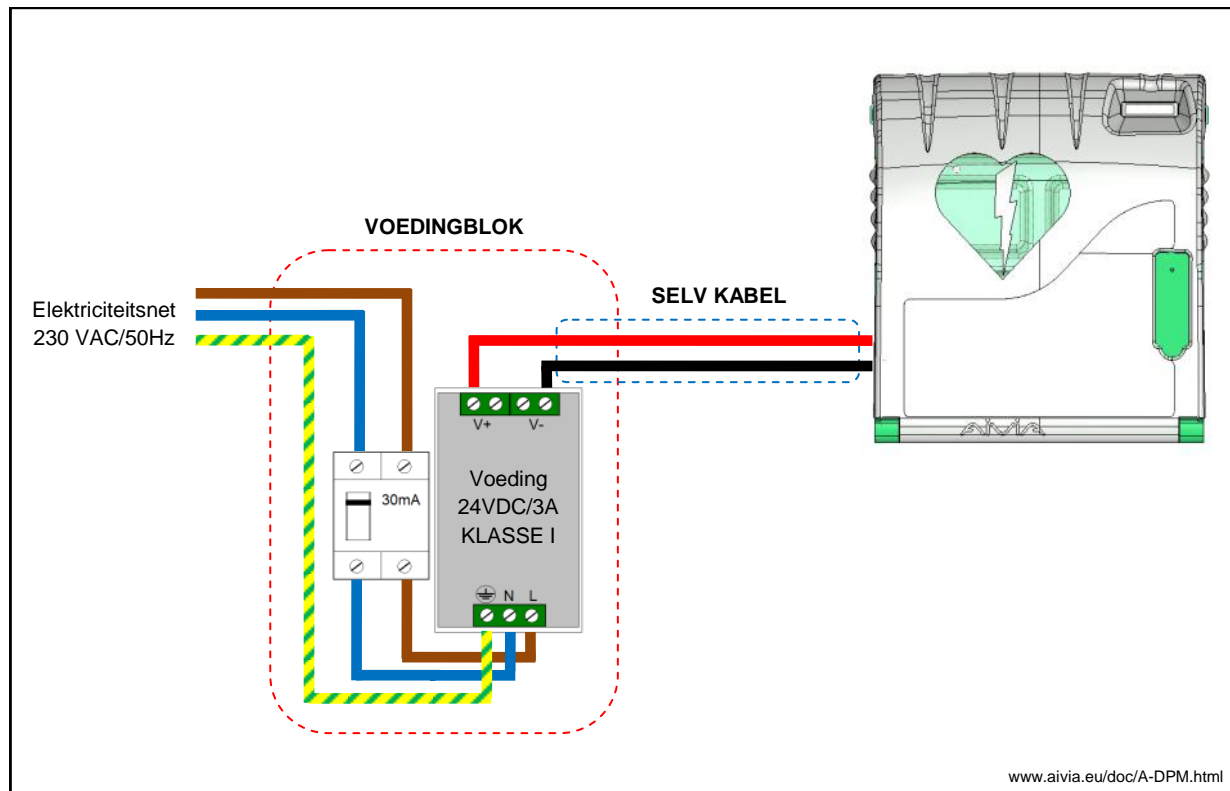 VOEDINGBLOK
SELV KABEL
Elektriciteitsnet
230 VAC/50Hz
V+ V-
30mA
Voeding
24VDC/3A
KLASSE I
N L
AIVIA
www.aivia.eu/doc/A-DPM.html